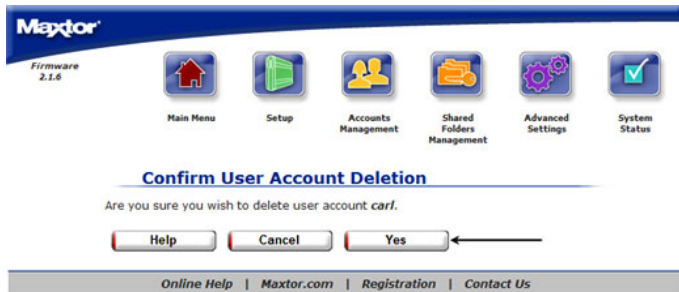 Maxtor
Firmware
2.1.6
Main Menu
Setup
Accounts
Management
Shared
Folders
Management
Advanced
Settings
System
Status
Confirm User Account Deletion
Are you sure you wish to delete user account carl.
Help Cancel Yes
Online Help | Maxtor.com | Registration | Contact Us